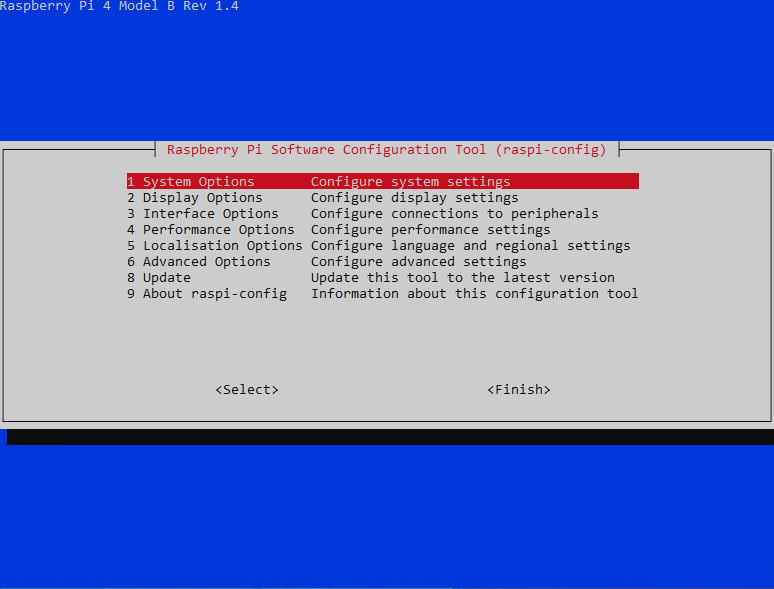 Raspberry Pi 4 Model B Rev 1.4
Raspberry Pi Software Configuration Tool (raspi-config)
1 System Options Configure system settings
2 Display Options Configure display settings
3 Interface Options Configure connections to peripherals
4 Performance Options Configure performance settings
5 Localisation Options Configure language and regional settings
6 Advanced Options Configure advanced settings
8 Update Update this tool to the latest version
9 About raspi-config Information about this configuration tool
<Select> <Finish>